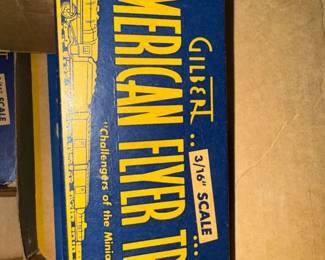 GILBERT ..
3/16" SCALE
MERICAN FLYER TR
"Challengers of the Minia
SCALE